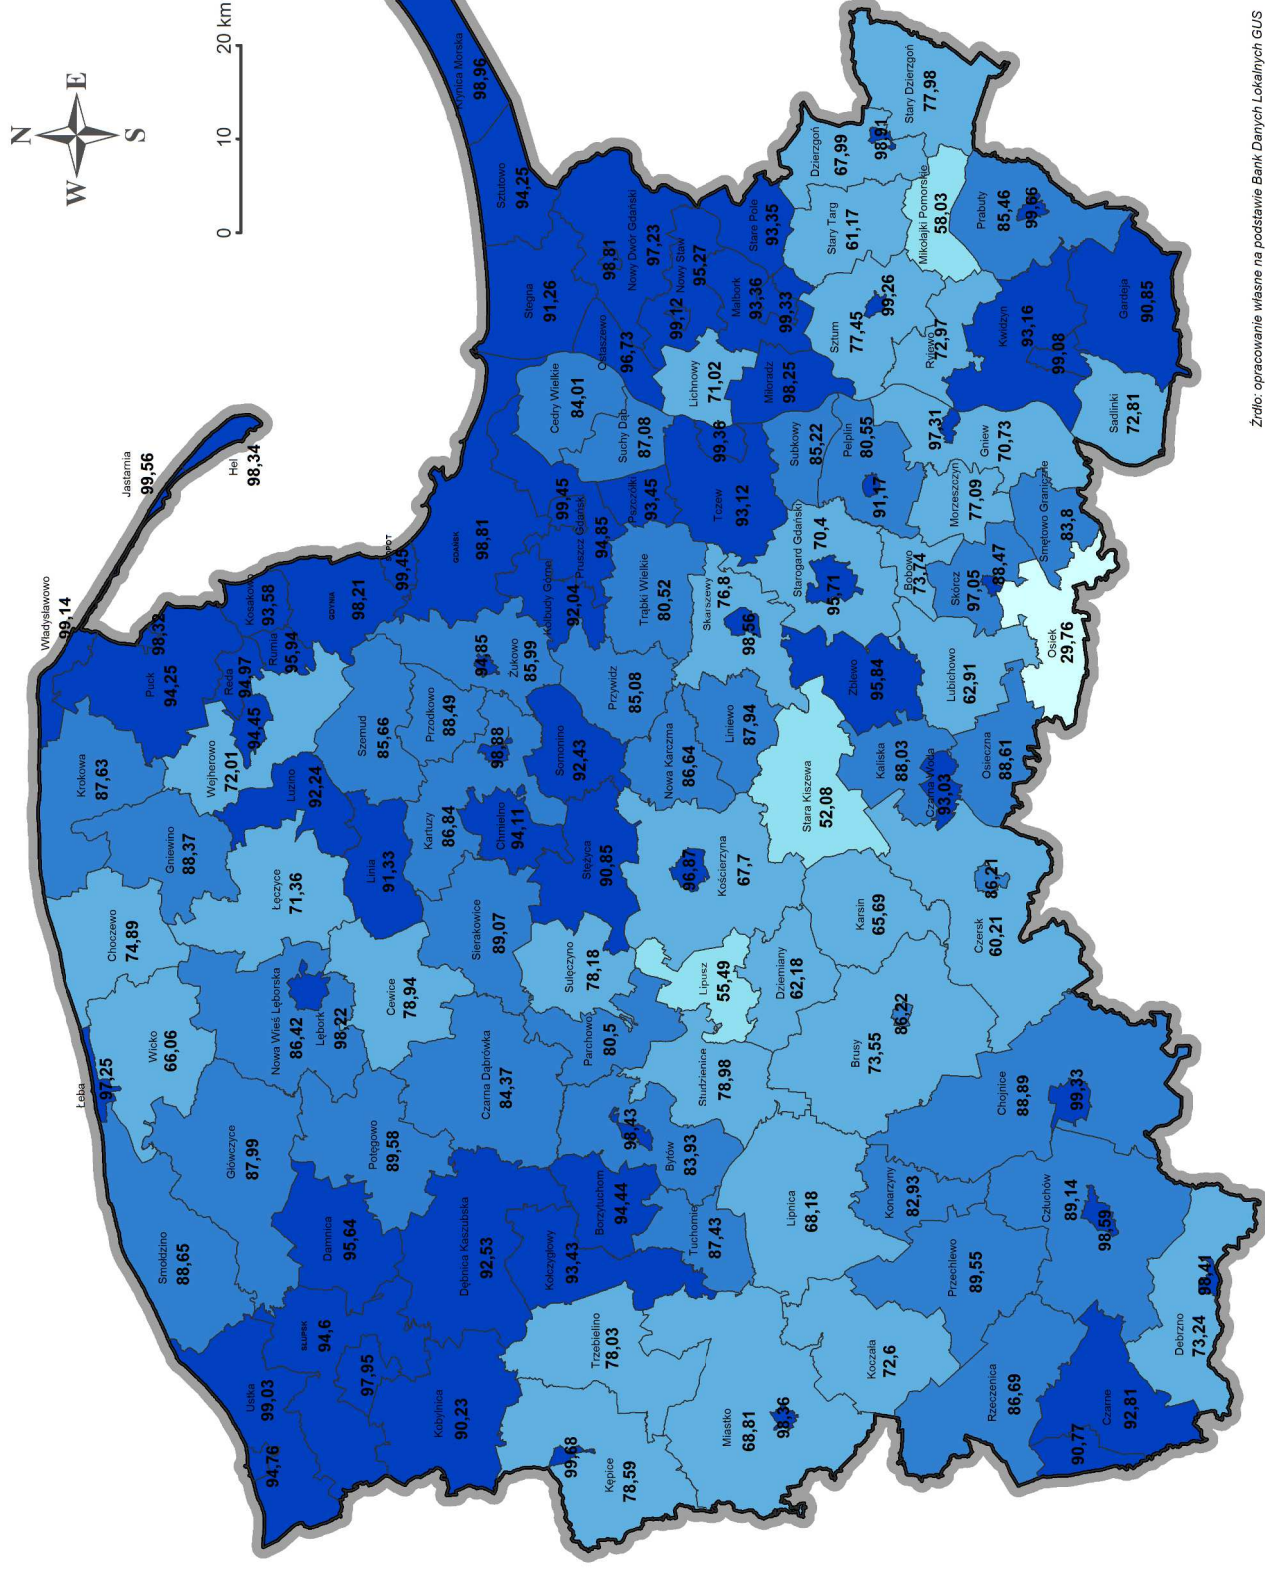 N
W E
S
0 10 20 km
Władysławowo
99,14
Jastarnia
99,56
Hel
98,34
Krokowa
87,63
Puck
94,25
98,32
Łeba
97,25
Choczewo
74,89
Wicko
66,06
Gniewino
88,37
Wejherowo
72,01
94,45
Reda
94,97
Rumia
95,94
Kosakowo
93,58
Smołdzino
88,65
Główczyce
87,99
Nowa Wieś Lęborska
86,42
Lębork
98,22
Łęczyce
71,36
Luzino
92,24
GDYNIA
98,21
SOPOT
99,45
Ustka
99,03
94,76
SŁUPSK
94,6
97,95
Damnica
95,64
Potęgowo
89,58
Cewice
78,94
Linia
91,33
Szemud
85,66
Kartuzy
86,84
Przodkowo
88,49
98,88
Żukowo
85,99
94,85
GDAŃSK
98,81
Krynica Morska
98,96
Sztutowo
94,25
Stegna
91,26
Kobylnica
90,23
Dębnica Kaszubska
92,53
Czarna Dąbrówka
84,37
Sierakowice
89,07
Chmielno
94,11
Somonino
92,43
Kolbudy Górne
92,04
Pruszcz Gdański
94,85
99,45
Cedry Wielkie
84,01
Ostaszewo
96,73
98,81
Nowy Dwór Gdański
97,23
Kołczygłowy
93,43
Borzytuchom
94,44
98,43
Parchowo
80,5
Sulęczyno
78,18
Stężyca
90,85
Przywidz
85,08
Trąbki Wielkie
80,52
Pszczółki
93,45
Suchy Dąb
87,08
Nowy Staw
95,27
99,12
Lichnowy
71,02
Trzebielino
78,03
Kępice
78,59
99,68
Tuchomie
87,43
Bytów
83,93
Studzienice
78,98
Lipusz
55,49
Kościerzyna
67,7
96,87
Nowa Karczma
86,64
Liniewo
87,94
Skarszewy
76,8
98,56
Tczew
93,12
99,36
Miłoradz
98,25
Malbork
93,36
99,33
Stare Pole
93,35
Miastko
68,81
98,36
Lipnica
68,18
Dziemiany
62,18
Stara Kiszewa
52,08
Zblewo
95,84
Starogard Gdański
70,4
95,71
Subkowy
85,22
Pelplin
80,55
91,17
Sztum
77,45
99,26
Stary Targ
61,17
Dzierzgoń
67,99
98,91
Stary Dzierzgoń
77,98
Koczała
72,6
Konarzyny
82,93
Brusy
73,55
86,22
Karsin
65,69
Kaliska
88,03
Czarna Woda
93,03
Lubichowo
62,91
Bobowo
73,74
Skórcz
97,05
88,47
Morzeszczyn
77,09
Gniew
70,73
97,31
Ryjewo
72,97
Mikołajki Pomorskie
58,03
Prabuty
85,46
99,66
Przechlewo
89,55
Chojnice
88,89
99,33
Czersk
60,21
86,21
Osieczna
88,61
Osiek
29,76
Smętowo Graniczne
83,8
Kwidzyn
93,16
99,08
Sadlinki
72,81
Gardeja
90,85
Rzeczenica
86,69
Człuchów
89,14
98,59
Czarne
92,81
90,77
Debrzno
73,24
98,41
Źrdło: opracowanie własne na podstawie Bank Danych Lokalnych GUS